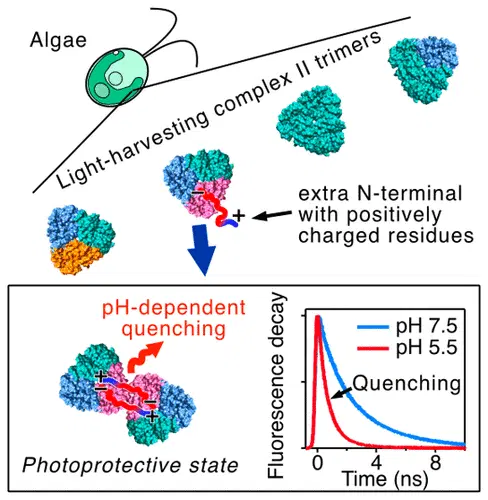 Algae
Light-harvesting complex II trimers
− +
extra N-terminal
with positively
charged residues
pH-dependent
quenching
+
−
−
+
Photoprotective state
Fluorescence decay
pH 7.5
pH 5.5
Quenching
0 4 8
Time (ns)